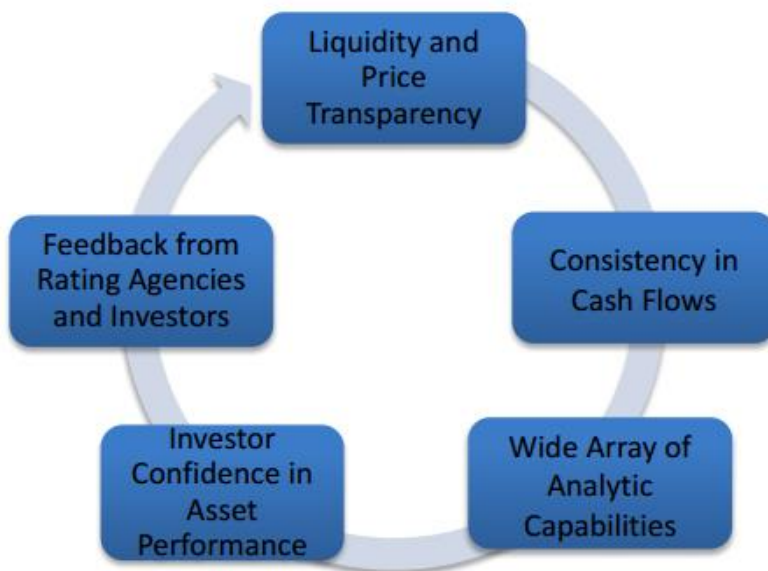 Liquidity and
Price
Transparency
Consistency in
Cash Flows
Wide Array of
Analytic
Capabilities
Investor
Confidence in
Asset
Performance
Feedback from
Rating Agencies
and Investors